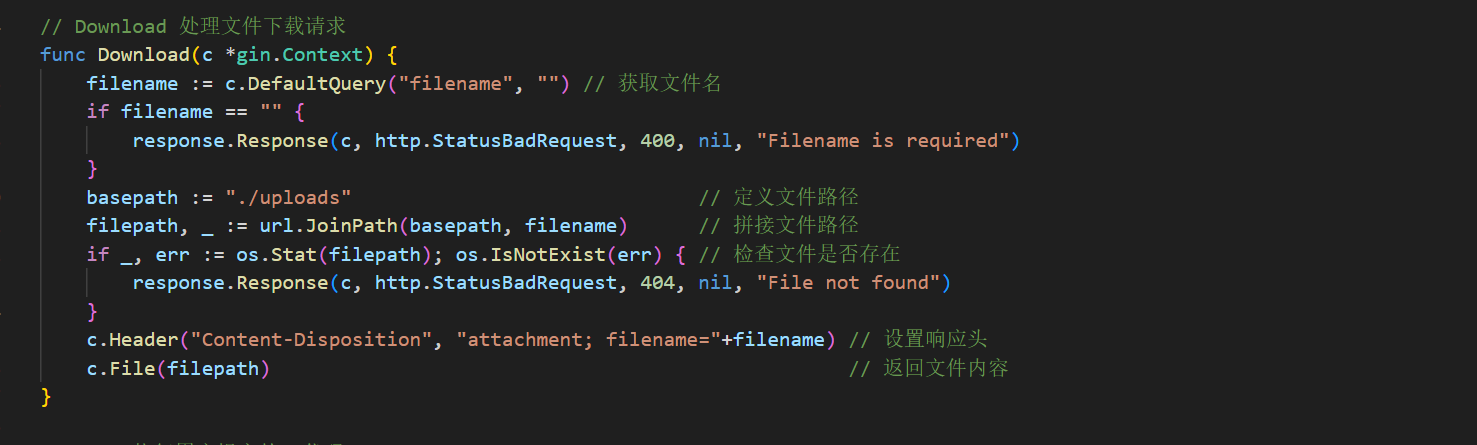 // Download 处理文件下载请求
func Download(c *gin.Context) {
    filename := c.DefaultQuery("filename", "") // 获取文件名
    if filename == "" {
        response.Response(c, http.StatusBadRequest, 400, nil, "Filename is required")
    }
    basepath := "./uploads"                              // 定义文件路径
    filepath, _ := url.JoinPath(basepath, filename)      // 拼接文件路径
    if _, err := os.Stat(filepath); os.IsNotExist(err) { // 检查文件是否存在
        response.Response(c, http.StatusBadRequest, 404, nil, "File not found")
    }
    c.Header("Content-Disposition", "attachment; filename="+filename) // 设置响应头
    c.File(filepath)                                                  // 返回文件内容
}